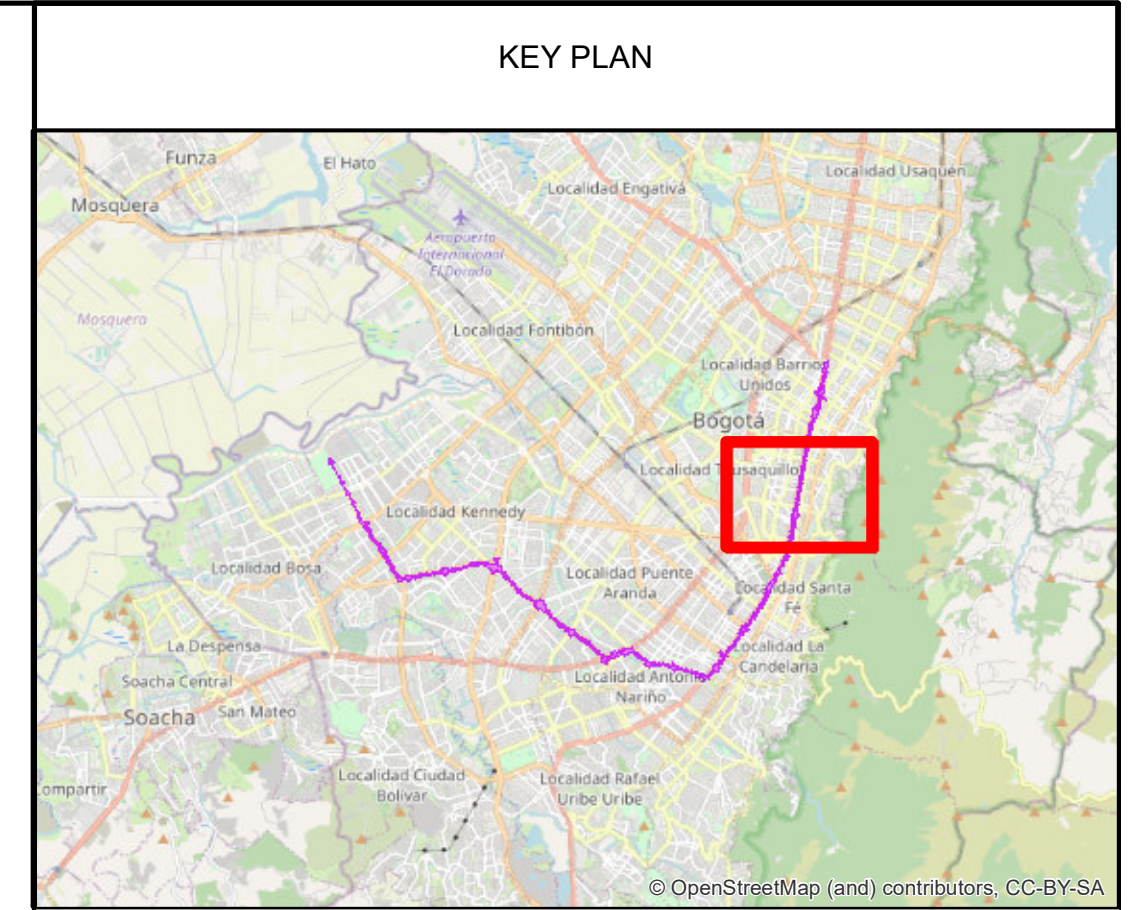 KEY PLAN
Funza
El Hato
Localidad Usaquén
Localidad Engativá
Mosquera
Aeropuerto
Internacional
El Dorado
Mosquera
Localidad Fontibón
Localidad Barrios
Unidos
Bogotá
Localidad Teusaquillo
Localidad Kennedy
Localidad Bosa
Localidad Puente
Aranda
Localidad Santa
Fé
La Despensa
Localidad La
Candelaria
Soacha Central
Localidad Antonio
Nariño
Soacha
San Mateo
Localidad Ciudad
Bolívar
Localidad Rafael
Uribe Uribe
ompartir
© OpenStreetMap (and) contributors, CC-BY-SA